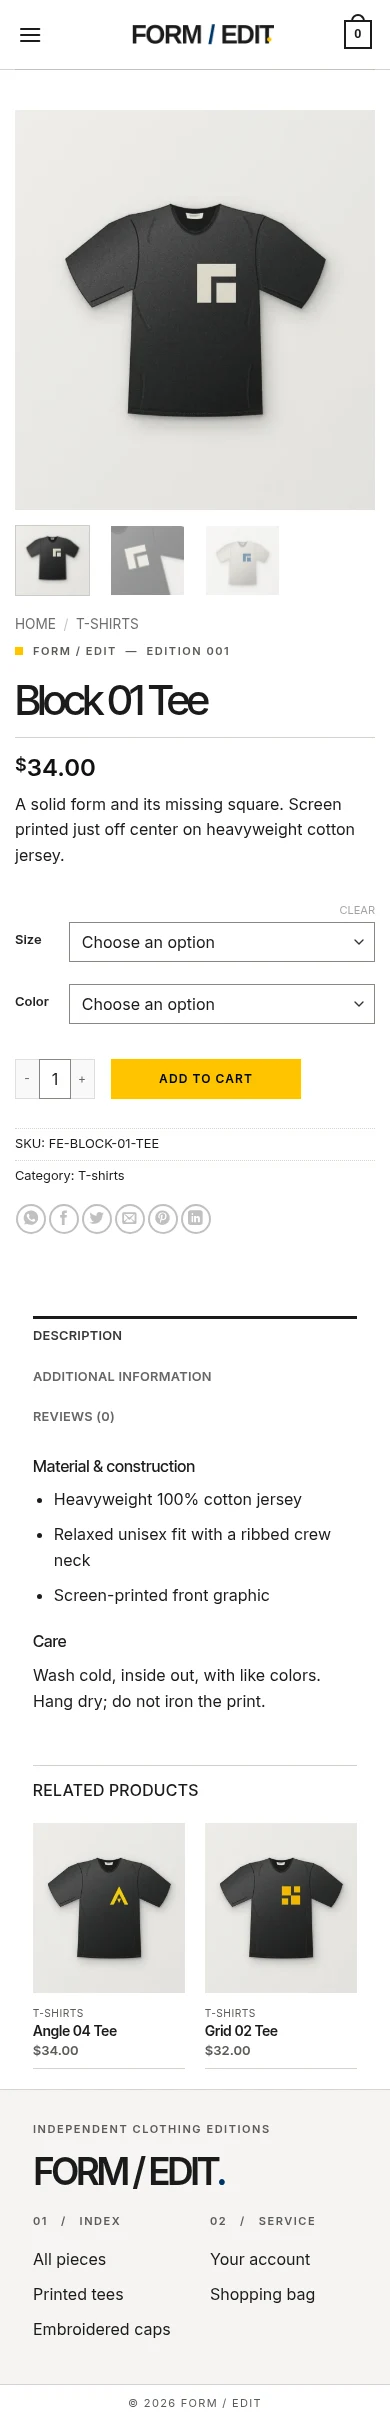 FORM / EDIT.
0
HOME / T-SHIRTS
FORM / EDIT — EDITION 001
Block 01 Tee
$34.00
A solid form and its missing square. Screen
printed just off center on heavyweight cotton
jersey.
CLEAR
Size Choose an option
Color Choose an option
- 1 + ADD TO CART
SKU: FE-BLOCK-01-TEE
Category: T-shirts
DESCRIPTION
ADDITIONAL INFORMATION
REVIEWS (0)
Material & construction
• Heavyweight 100% cotton jersey
• Relaxed unisex fit with a ribbed crew
neck
• Screen-printed front graphic
Care
Wash cold, inside out, with like colors.
Hang dry; do not iron the print.
RELATED PRODUCTS
T-SHIRTS
Angle 04 Tee
$34.00
T-SHIRTS
Grid 02 Tee
$32.00
INDEPENDENT CLOTHING EDITIONS
FORM / EDIT.
01 / INDEX
All pieces
Printed tees
Embroidered caps
02 / SERVICE
Your account
Shopping bag
© 2026 FORM / EDIT